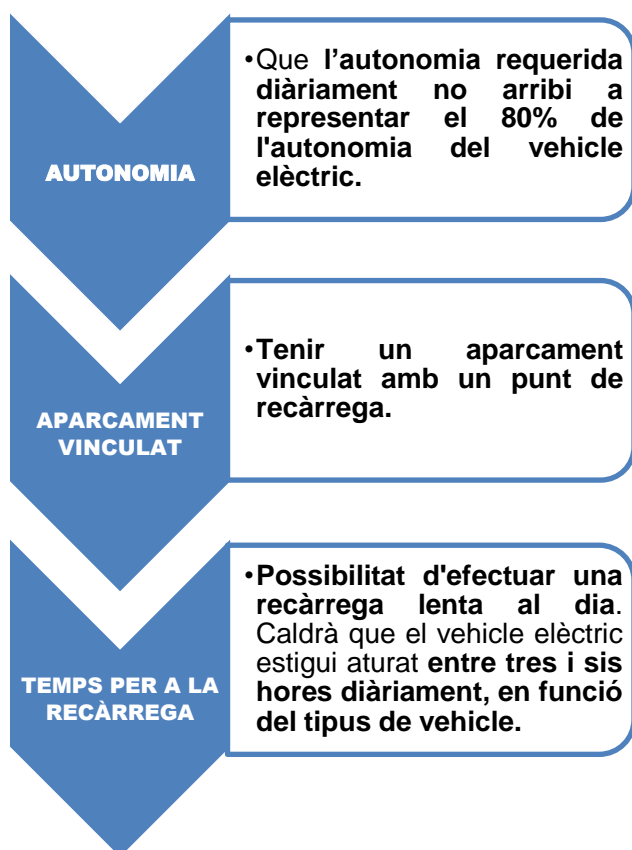 AUTONOMIA
•Que l’autonomia requerida
diàriament no arribi a
representar el 80% de
l'autonomia del vehicle
elèctric.
APARCAMENT
VINCULAT
•Tenir un aparcament
vinculat amb un punt de
recàrrega.
TEMPS PER A LA
RECÀRREGA
•Possibilitat d'efectuar una
recàrrega lenta al dia.
Caldrà que el vehicle elèctric
estigui aturat entre tres i sis
hores diàriament, en funció
del tipus de vehicle.